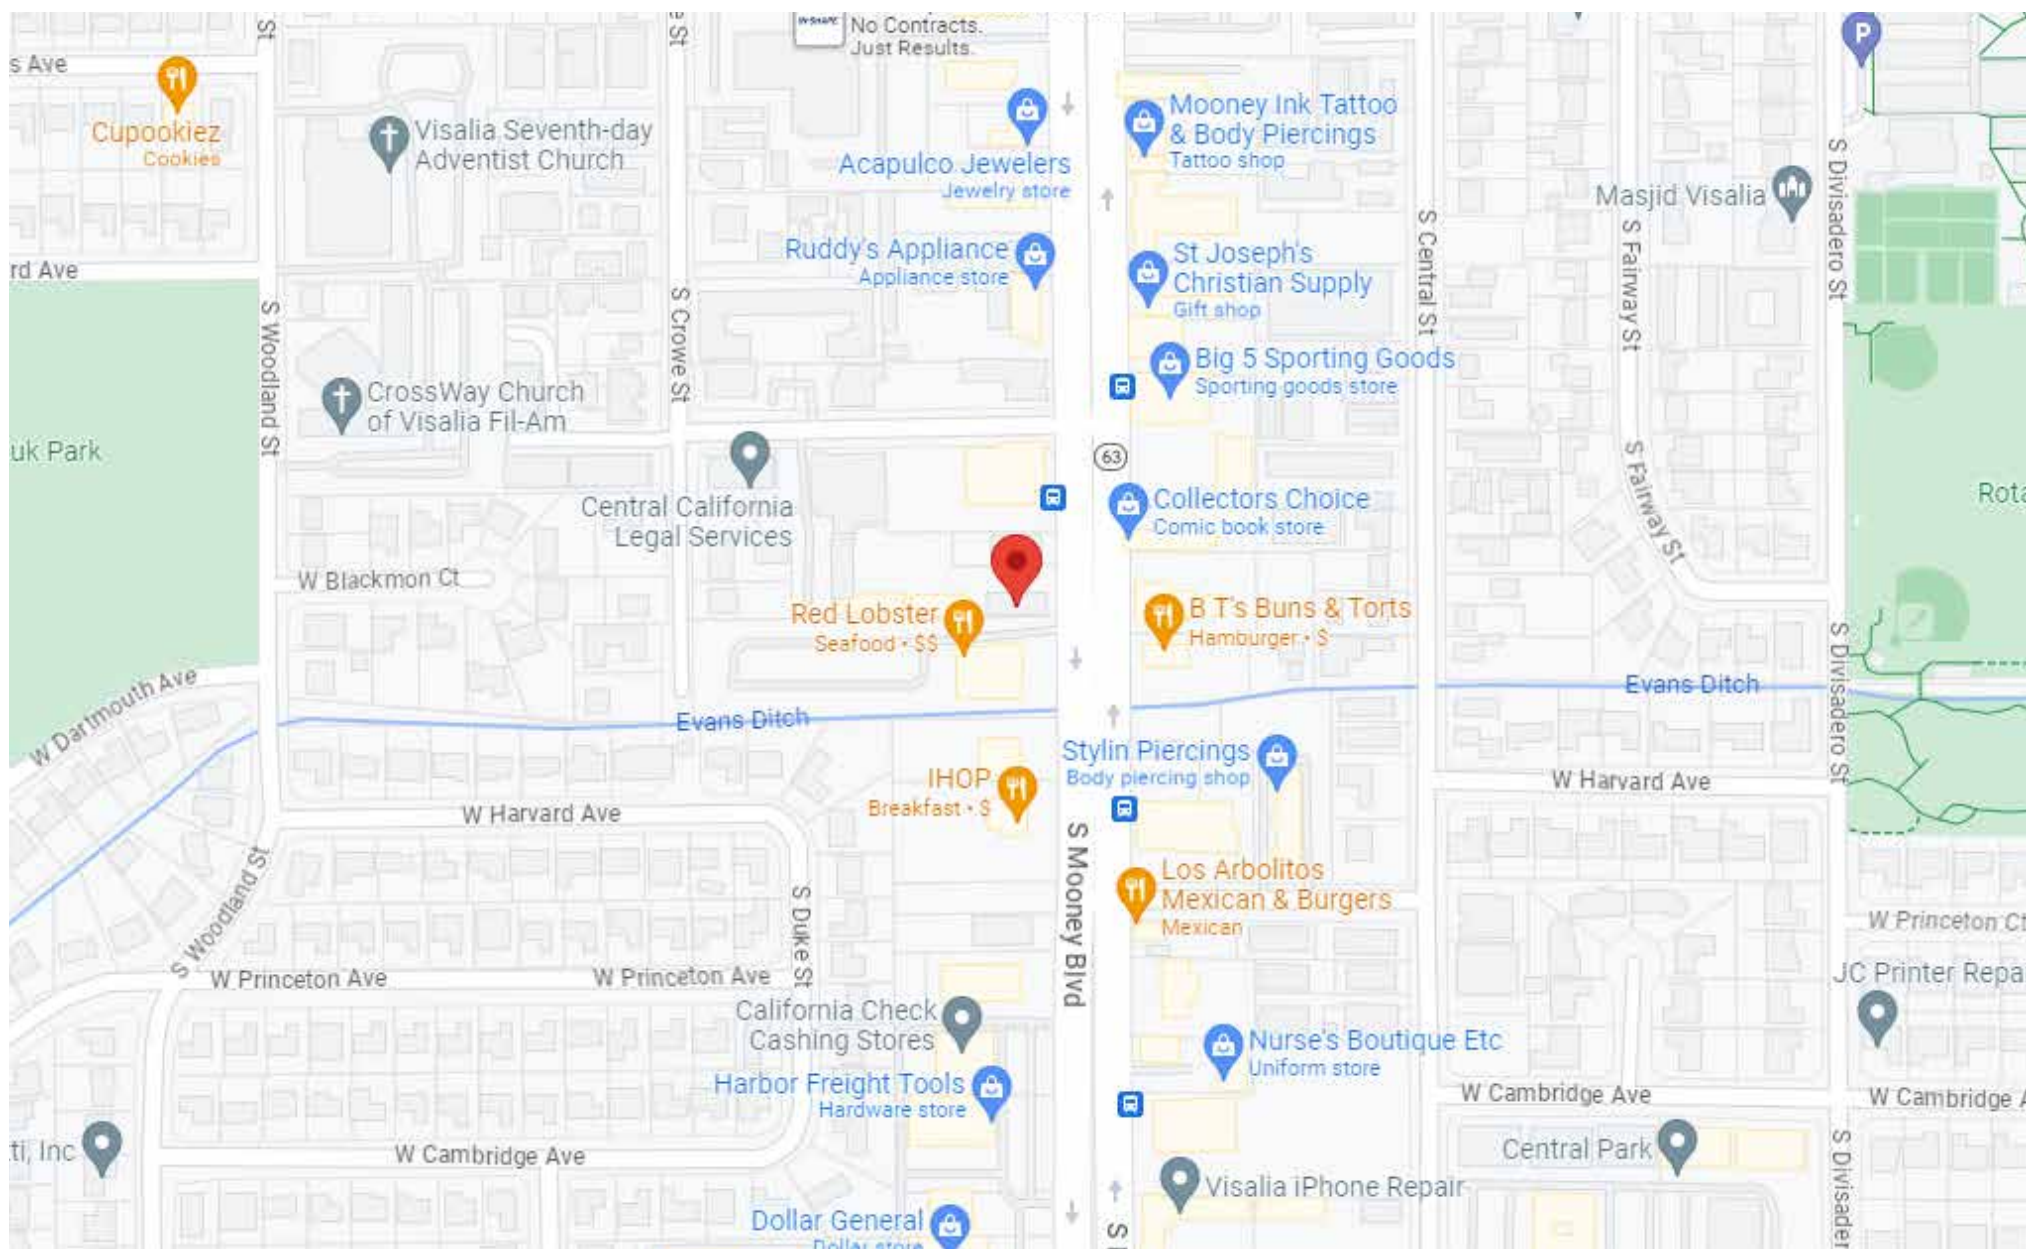 IN-SHAPE
No Contracts.
Just Results.
St
e St
s Ave
P
Cupookiez
Cookies
Visalia Seventh-day
Adventist Church
Acapulco Jewelers
Jewelry store
Mooney Ink Tattoo
& Body Piercings
Tattoo shop
S Divisadero St
Masjid Visalia
rd Ave
Ruddy's Appliance
Appliance store
St Joseph's
Christian Supply
Gift shop
S Central St
S Fairway St
S Woodland St
S Crowe St
Big 5 Sporting Goods
Sporting goods store
CrossWay Church
of Visalia Fil-Am
uk Park
63
S Fairway St
Central California
Legal Services
Collectors Choice
Comic book store
Rota
W Blackmon Ct
Red Lobster
Seafood • $$
B T's Buns & Torts
Hamburger • $
S Divisadero St
W Dartmouth Ave
Evans Ditch
Evans Ditch
Stylin Piercings
Body piercing shop
IHOP
Breakfast • $
W Harvard Ave
W Harvard Ave
S Mooney Blvd
S Woodland St
S Duke St
Los Arbolitos
Mexican & Burgers
Mexican
W Princeton Ct
W Princeton Ave
W Princeton Ave
JC Printer Repa
California Check
Cashing Stores
Nurse's Boutique Etc
Uniform store
Harbor Freight Tools
Hardware store
W Cambridge Ave
W Cambridge A
ti, Inc
W Cambridge Ave
Central Park
S Divisader
Visalia iPhone Repair
Dollar General
Dollar store
S